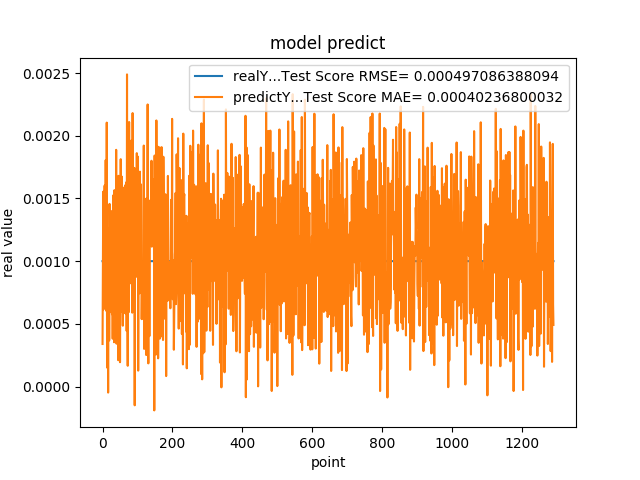 model predict
realY...Test Score RMSE= 0.000497086388094
predictY...Test Score MAE= 0.00040236800032
0.0025
0.0020
0.0015
0.0010
0.0005
0.0000
real value
0 200 400 600 800 1000 1200
point